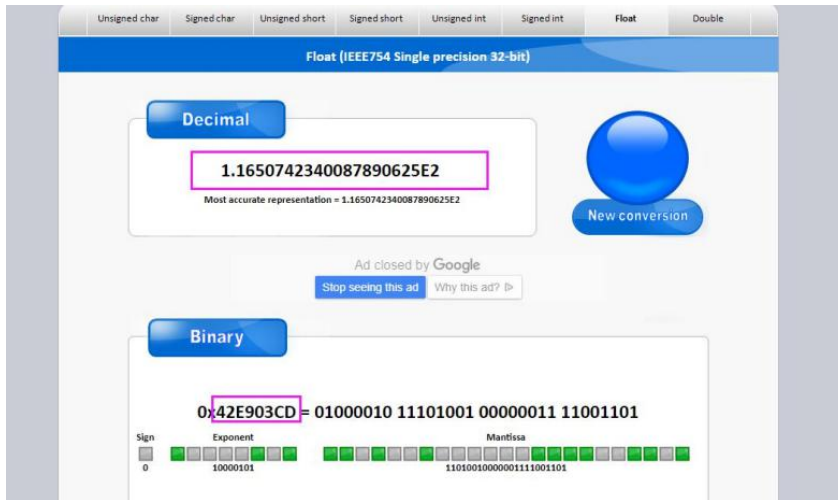 Unsigned char Signed char Unsigned short Signed short Unsigned int Signed int Float Double
Float (IEEE754 Single precision 32-bit)
Decimal
1.1650742340087890625E2
Most accurate representation = 1.1650742340087890625E2
New conversion
Ad closed by Google
Stop seeing this ad Why this ad?
Binary
0x42E903CD = 01000010 11101001 00000011 11001101
Sign Exponent Mantissa
0 10000101 11010010000001111001101